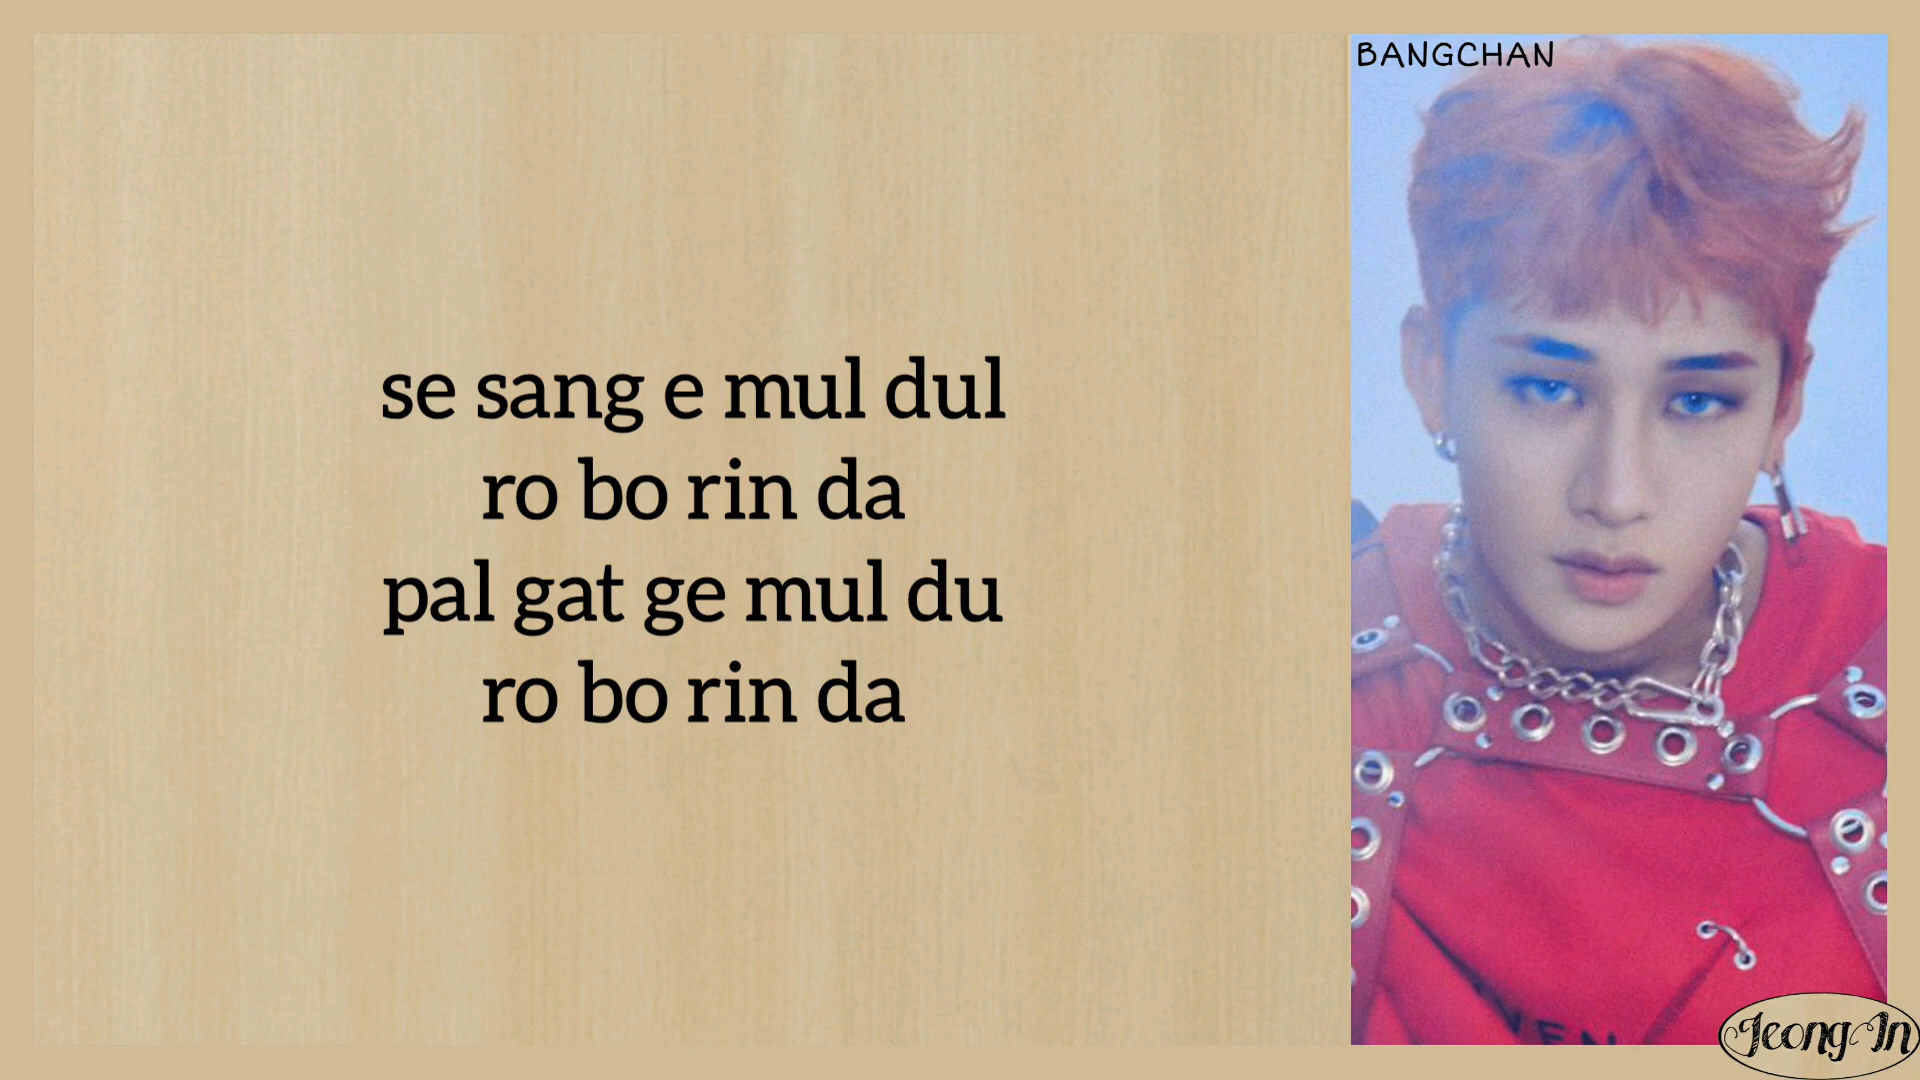 BANGCHAN
se sang e mul dul
ro bo rin da
pal gat ge mul du
ro bo rin da
VEN
Jeong In